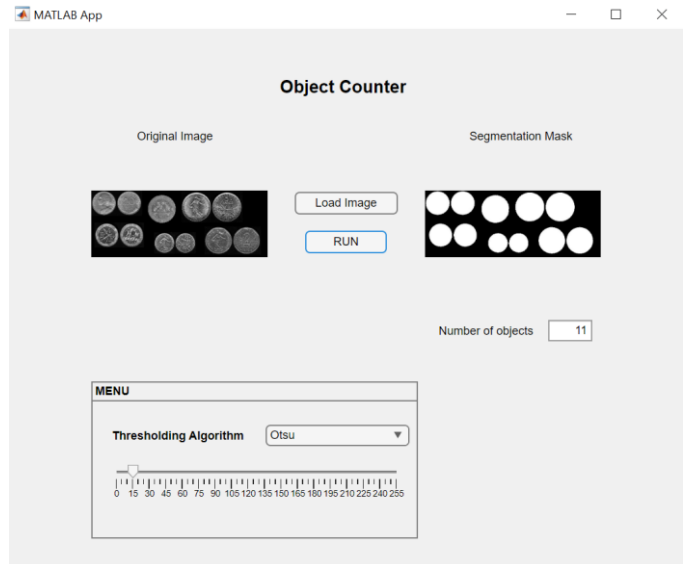 MATLAB App
Object Counter
Original Image
Segmentation Mask
Load Image
RUN
Number of objects 11
MENU
Thresholding Algorithm Otsu
0 15 30 45 60 75 90 105 120 135 150 165 180 195 210 225 240 255